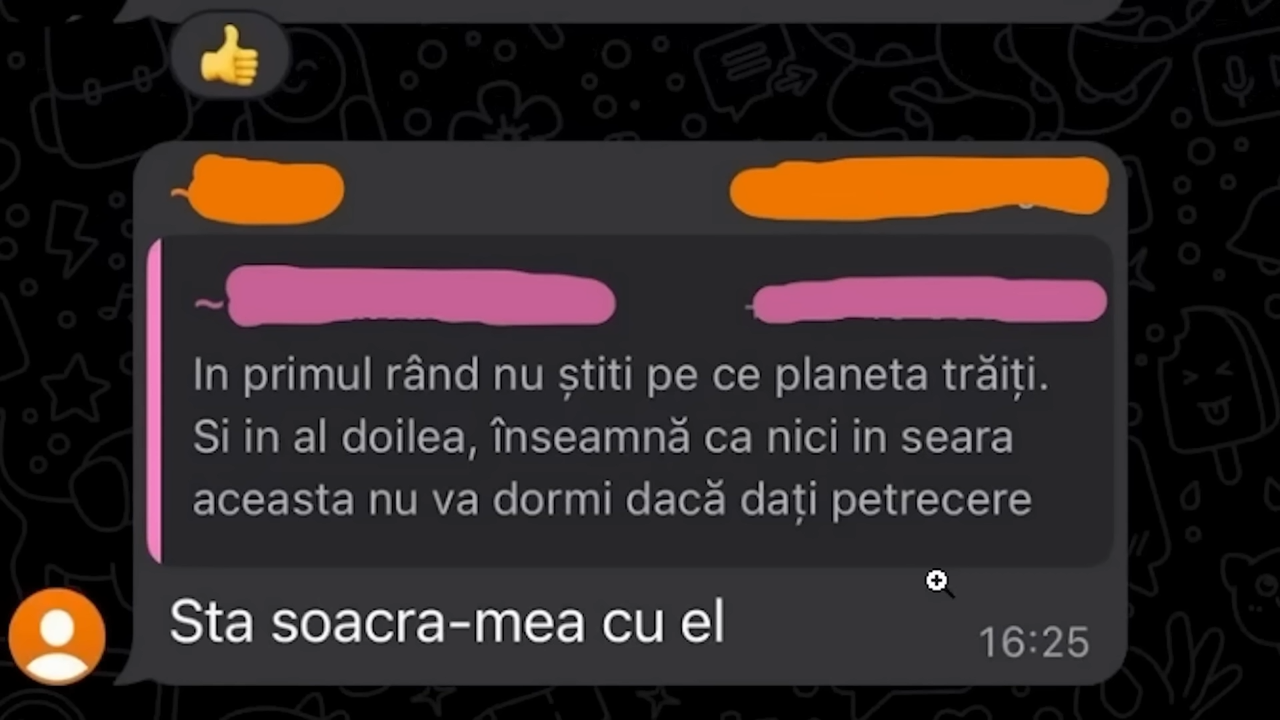 In primul rând nu știti pe ce planeta trăiți.
Si in al doilea, înseamnă ca nici in seara
aceasta nu va dormi dacă dați petrecere
Sta soacra-mea cu el
16:25